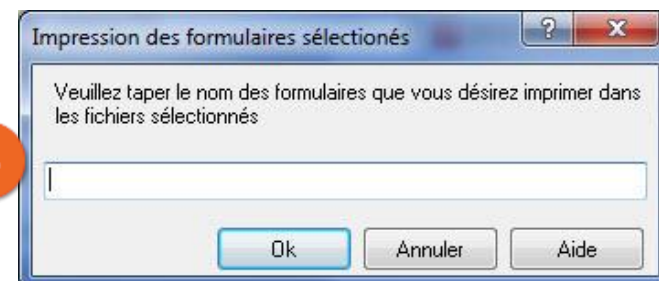 Impression des formulaires sélectionés
?
Veuillez taper le nom des formulaires que vous désirez imprimer dans
les fichiers sélectionnés
Ok Annuler Aide